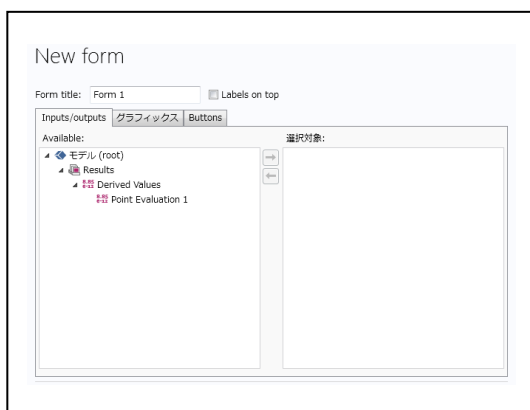 New form
Form title: Form 1 Labels on top
Inputs/outputs グラフィックス Buttons
Available: 選択対象:
モデル (root)
Results
Derived Values
Point Evaluation 1